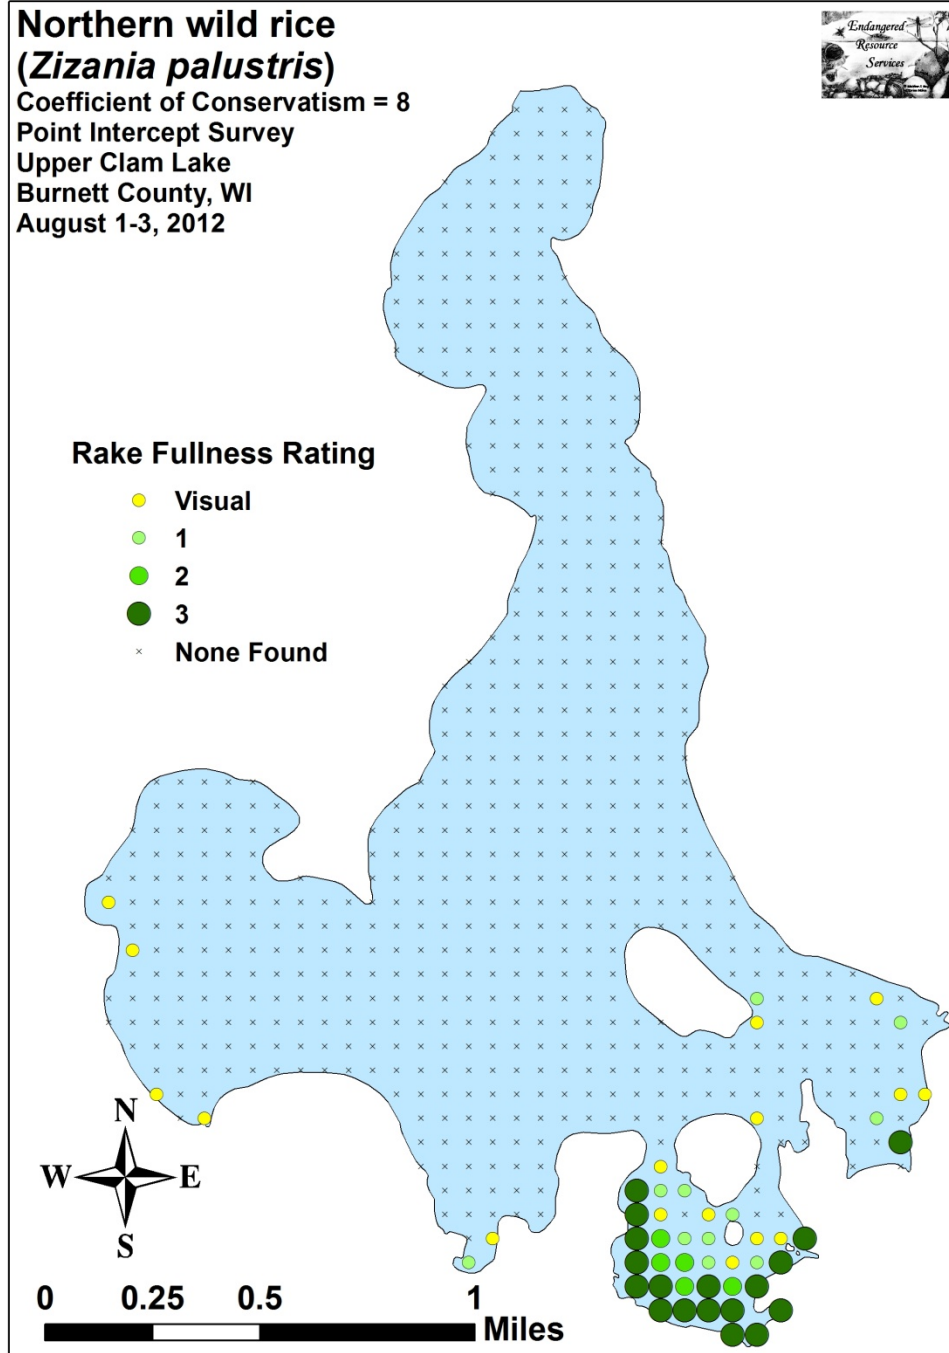 Northern wild rice
(Zizania palustris)
Coefficient of Conservatism = 8
Point Intercept Survey
Upper Clam Lake
Burnett County, WI
August 1-3, 2012
Endangered
Resource
Services
Rake Fullness Rating
Visual
1
2
3
None Found
N
W E
S
0 0.25 0.5 1
Miles